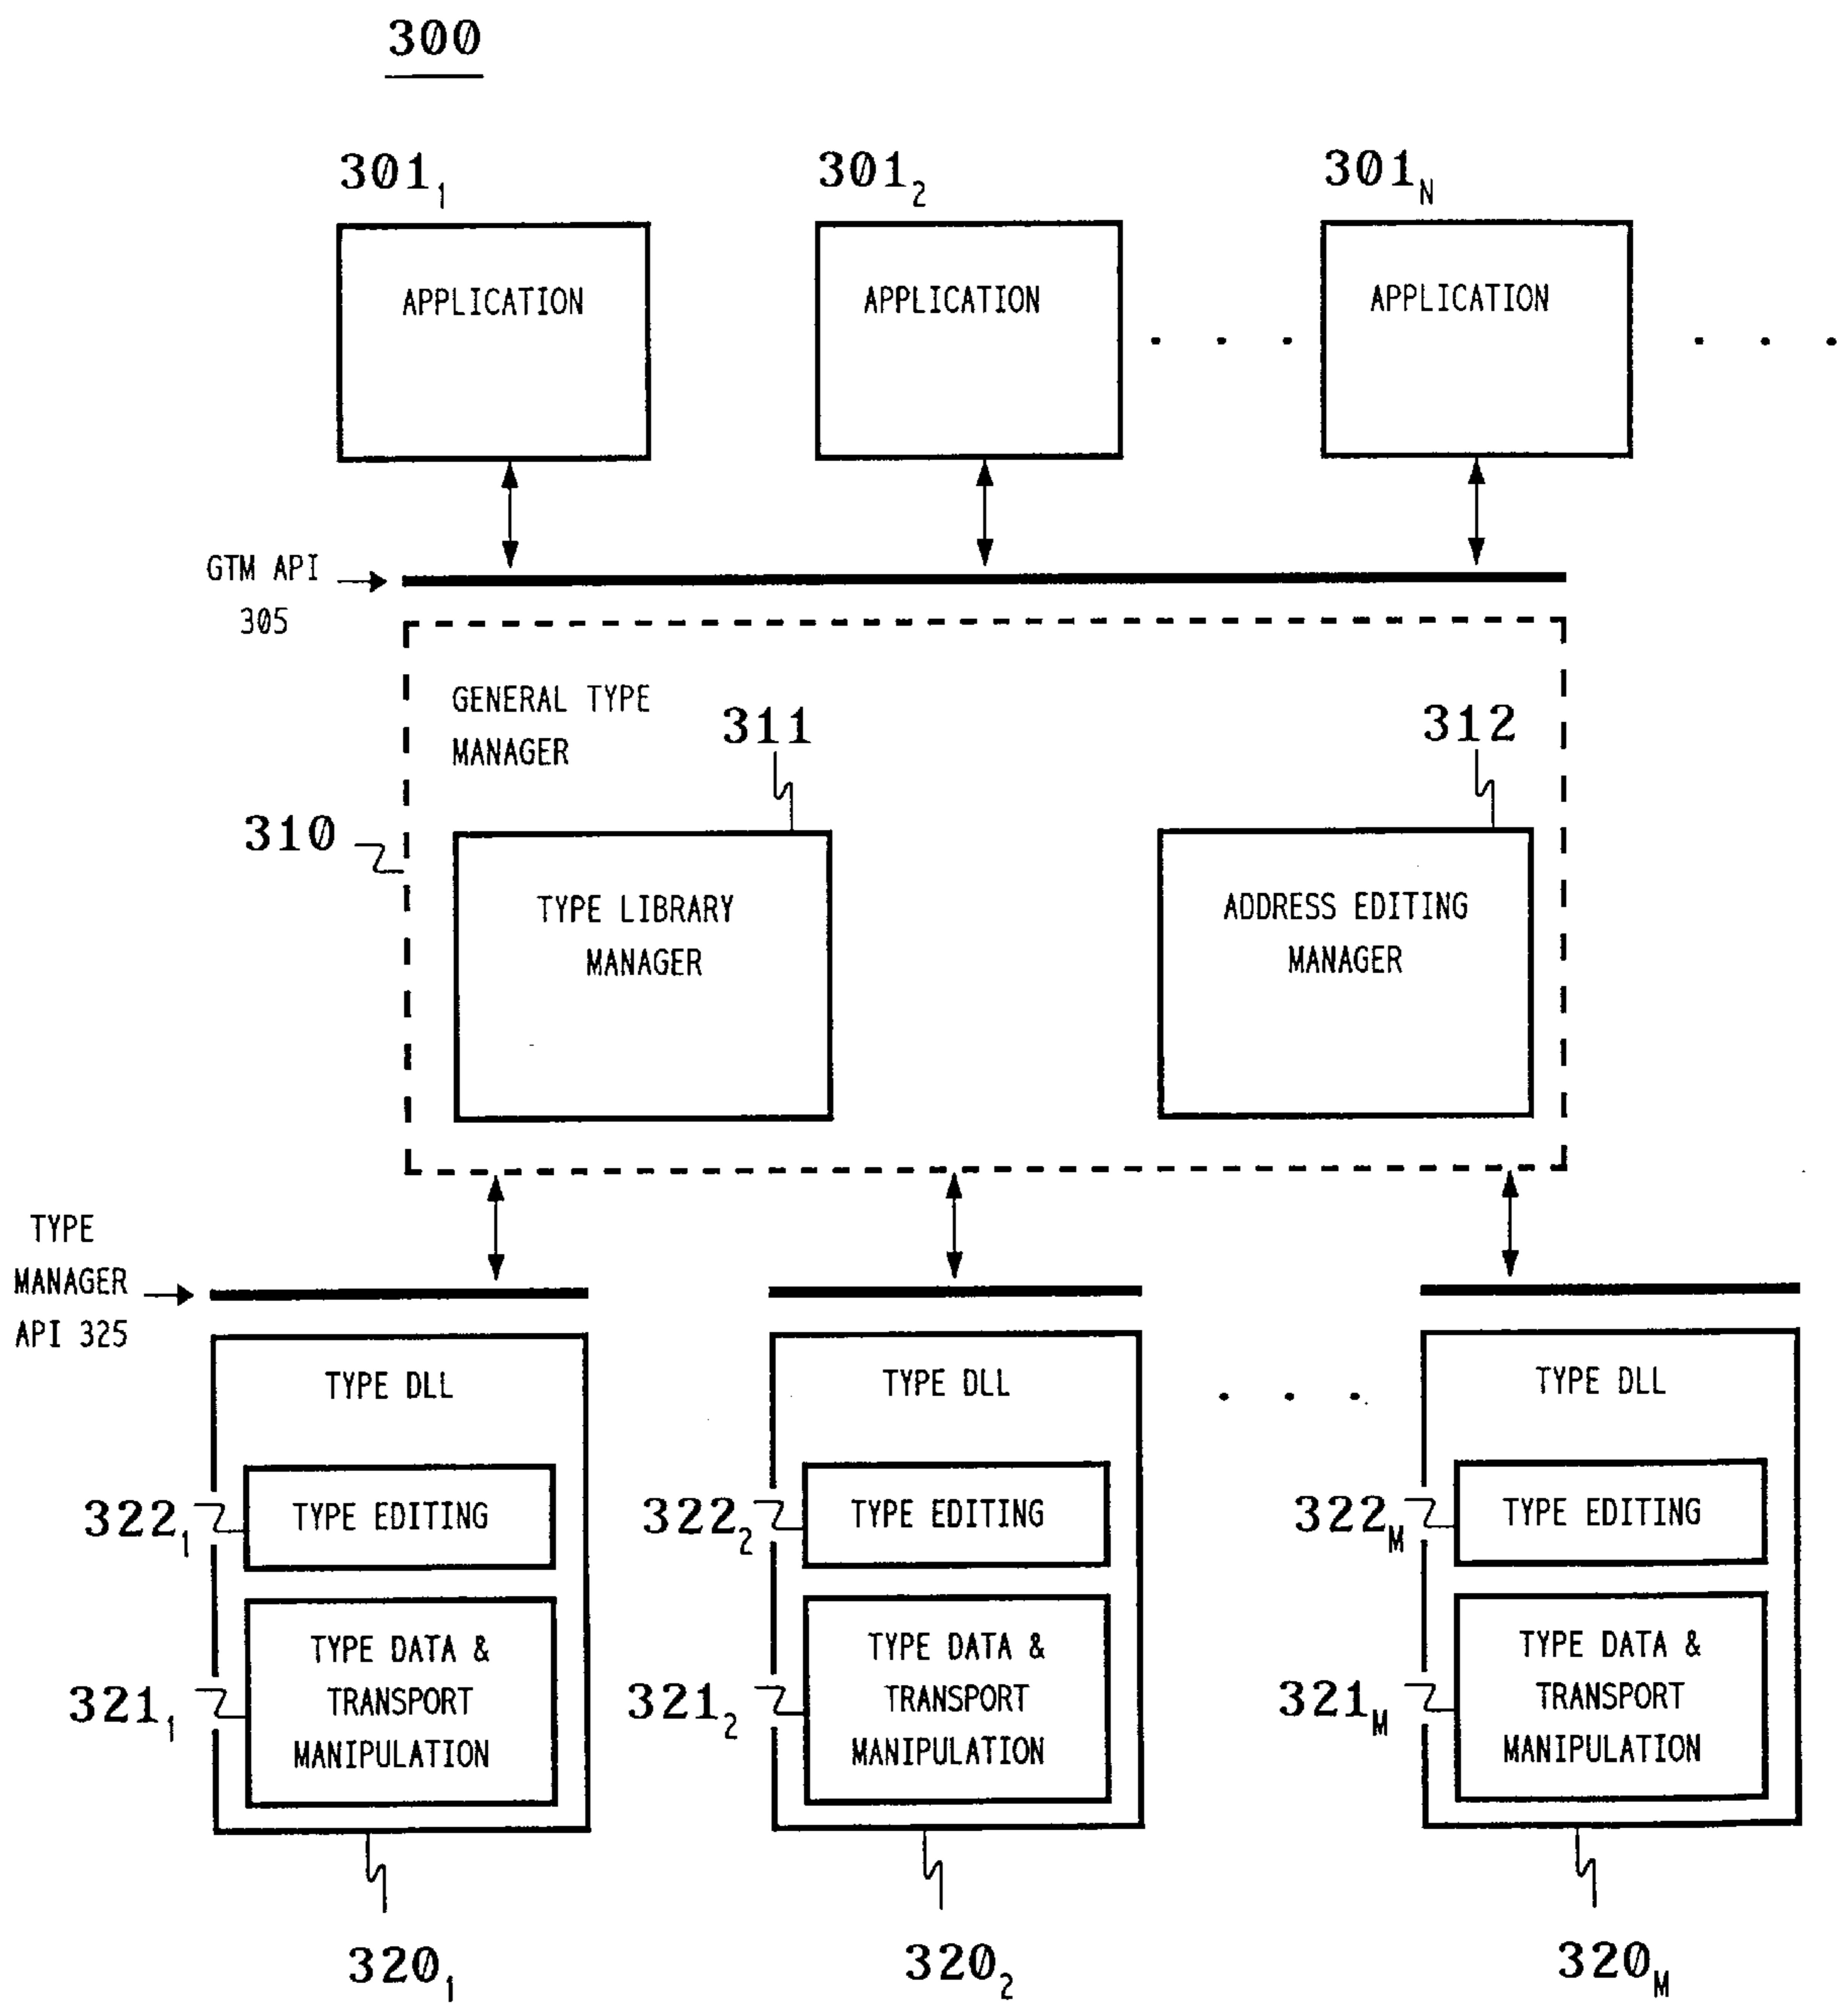 300
301₁ 301₂ 301N
APPLICATION APPLICATION APPLICATION
GTM API
305
GENERAL TYPE
MANAGER
311 312
310
TYPE LIBRARY
MANAGER
ADDRESS EDITING
MANAGER
TYPE
MANAGER
API 325
TYPE DLL TYPE DLL TYPE DLL
322₁ TYPE EDITING 322₂ TYPE EDITING 322M TYPE EDITING
321₁ 321₂ 321M
TYPE DATA &
TRANSPORT
MANIPULATION
TYPE DATA &
TRANSPORT
MANIPULATION
TYPE DATA &
TRANSPORT
MANIPULATION
320₁ 320₂ 320M